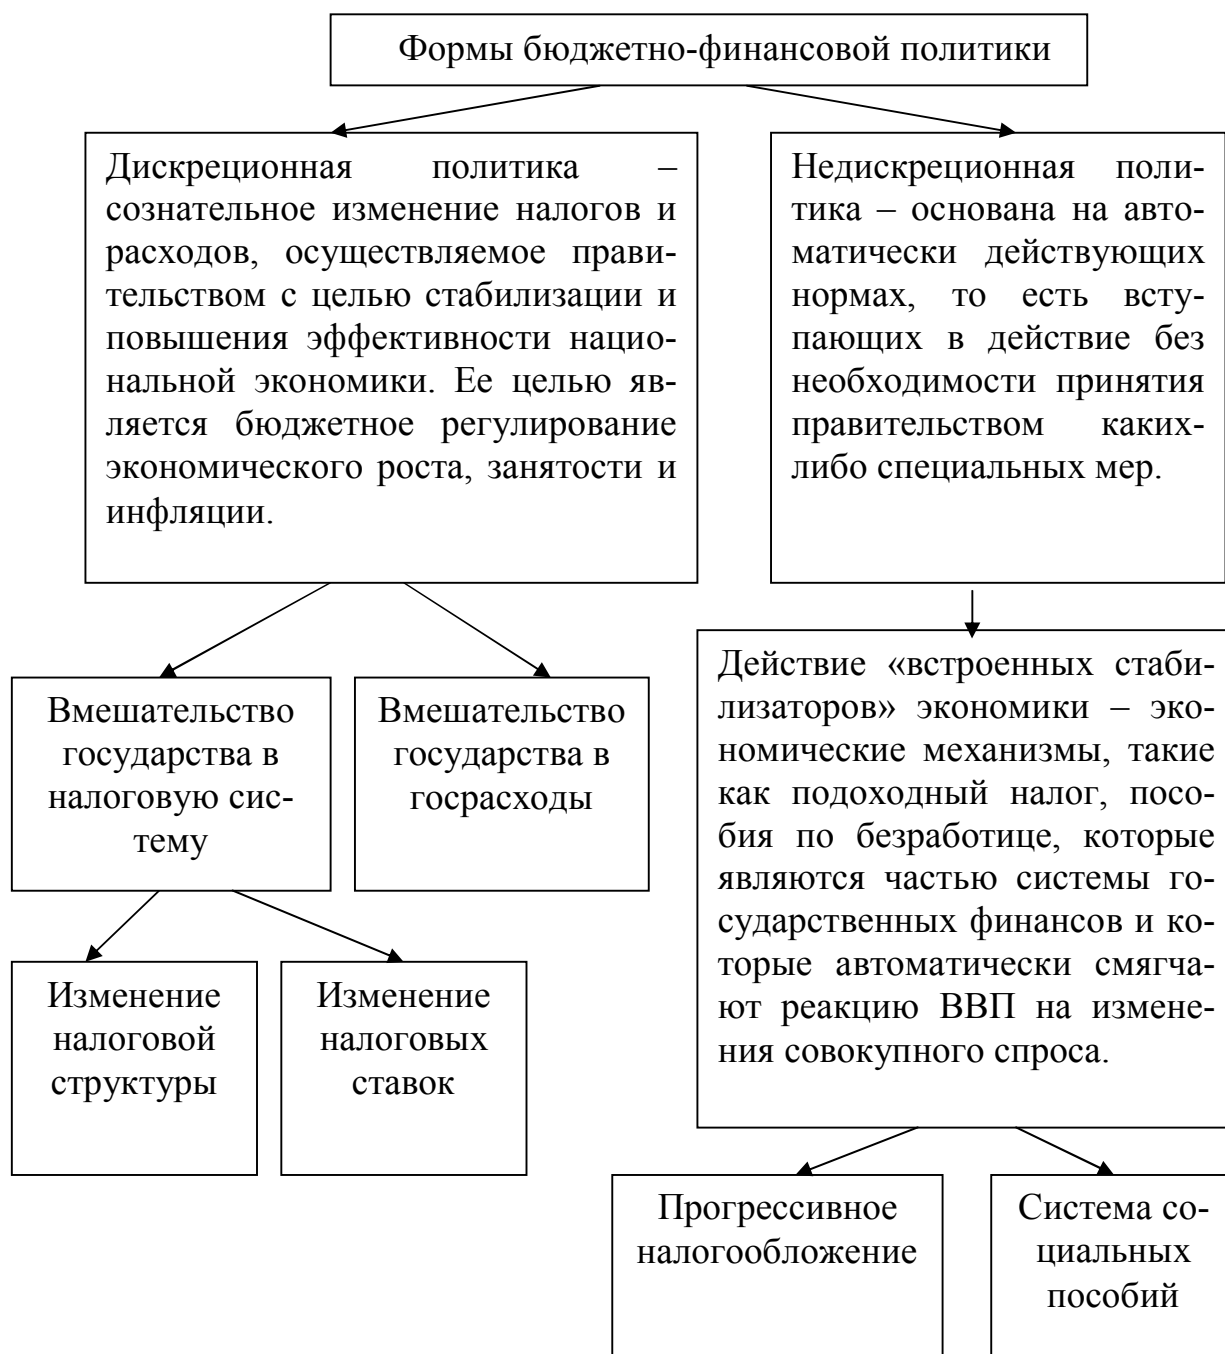 Формы бюджетно-финансовой политики
Дискреционная политика –
сознательное изменение налогов и
расходов, осуществляемое прави-
тельством с целью стабилизации и
повышения эффективности нацио-
нальной экономики. Ее целью яв-
ляется бюджетное регулирование
экономического роста, занятости и
инфляции.
Недискреционная поли-
тика – основана на авто-
матически действующих
нормах, то есть всту-
пающих в действие без
необходимости принятия
правительством каких-
либо специальных мер.
Вмешательство
государства в
налоговую сис-
тему
Вмешательство
государства в
госрасходы
Действие «встроенных стаби-
лизаторов» экономики – эко-
номические механизмы, такие
как подоходный налог, посо-
бия по безработице, которые
являются частью системы го-
сударственных финансов и ко-
торые автоматически смягча-
ют реакцию ВВП на измене-
ния совокупного спроса.
Изменение
налоговой
структуры
Изменение
налоговых
ставок
Прогрессивное
налогообложение
Система со-
циальных
пособий